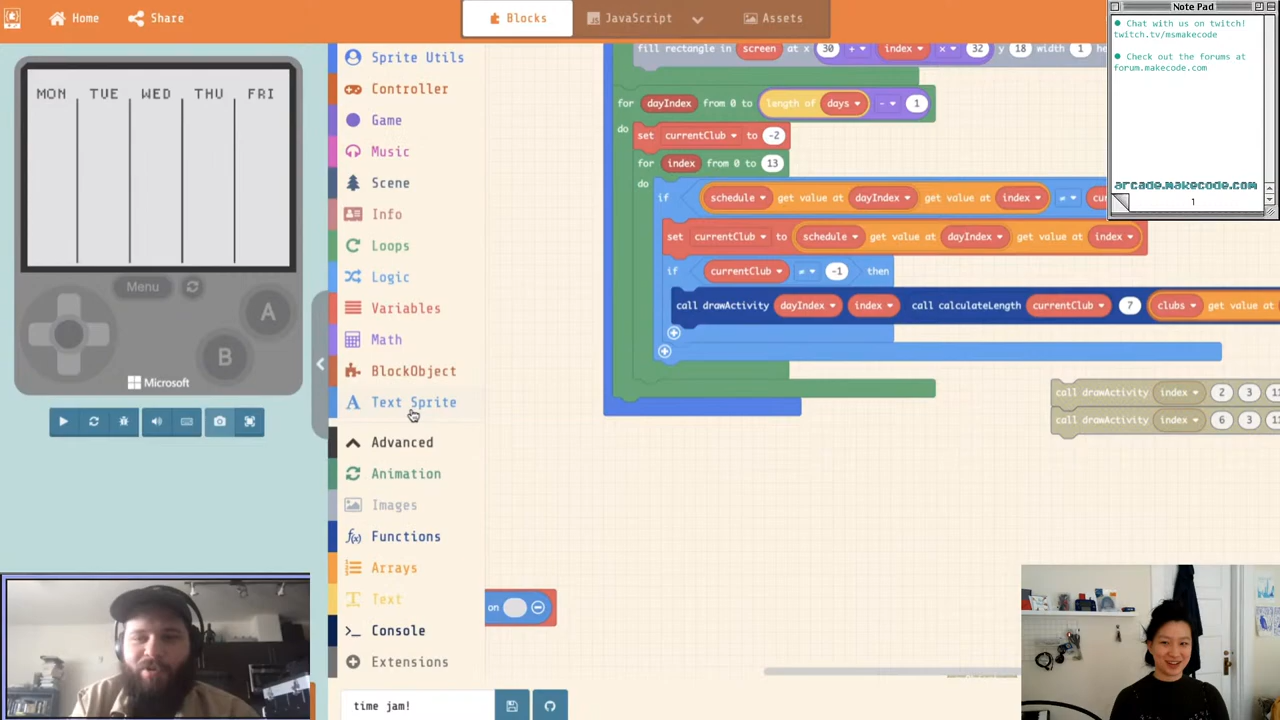 Home
Share
Blocks
JavaScript
Assets
Note Pad
Chat with us on twitch!
twitch.tv/msmakecode
Check out the forums at
forum.makecode.com
arcade.makecode.com
1
MON TUE WED THU FRI
Menu
A
B
Microsoft
Sprite Utils
Controller
Game
Music
Scene
Info
Loops
Logic
Variables
Math
BlockObject
Text Sprite
Advanced
Animation
Images
Functions
Arrays
Text
Console
Extensions
time jam!
fill rectangle in screen at x 30 + index × 32 y 18 width 1 he
for dayIndex from 0 to length of days - 1
do set currentClub to -2
for index from 0 to 13
do
if schedule get value at dayIndex get value at index ≠ cur
set currentClub to schedule get value at dayIndex get value at index
if currentClub ≠ -1 then
call drawActivity dayIndex index call calculateLength currentClub 7 clubs get value at
call drawActivity index 2 3
call drawActivity index 6 3
on